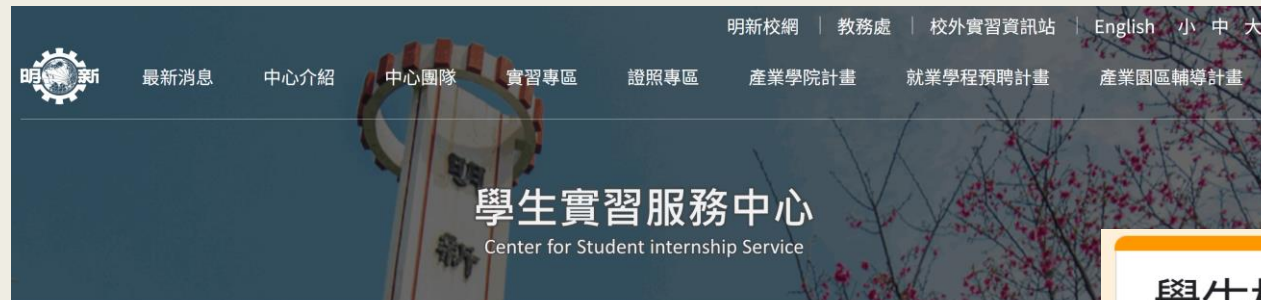 明新校網 | 教務處 | 校外實習資訊站 | English 小 中 大
明 新 最新消息 中心介紹 中心團隊 實習專區 證照專區 產業學院計畫 就業學程預聘計畫 產業園區輔導計畫
明新
學生實習服務中心
Center for Student internship Service